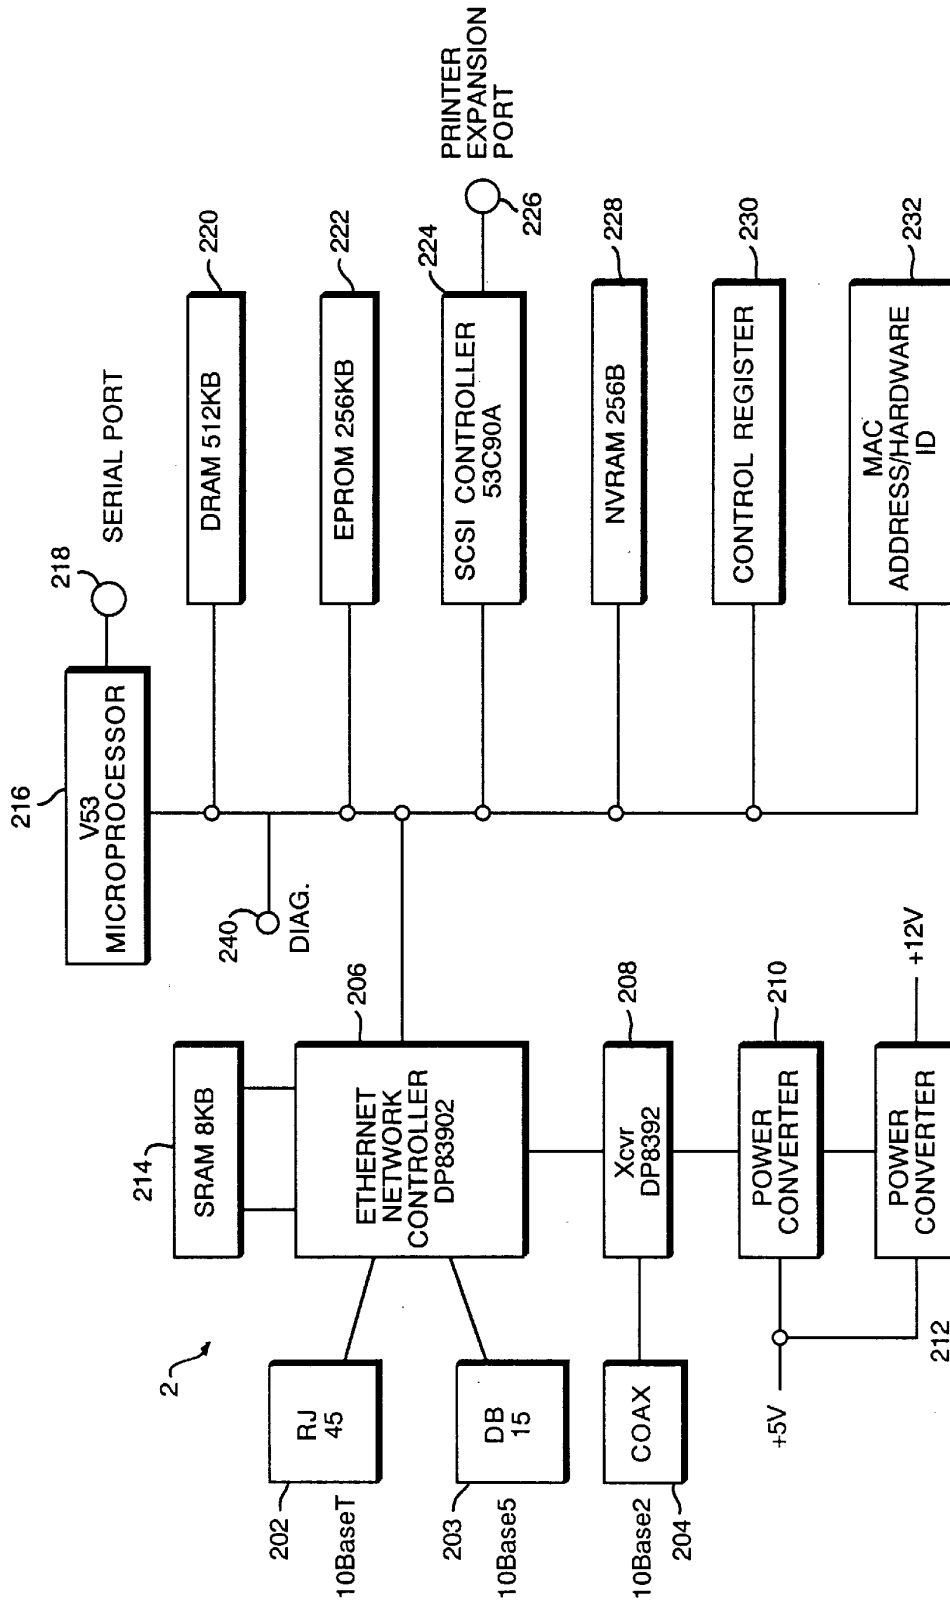 2
202
RJ
45
10BaseT
203
DB
15
10Base5
204
COAX
10Base2
214
SRAM 8KB
206
ETHERNET
NETWORK
CONTROLLER
DP83902
208
Xcvr
DP8392
210
POWER
CONVERTER
+5V
212
POWER
CONVERTER
+12V
216
V53
MICROPROCESSOR
218
SERIAL PORT
240
DIAG.
220
DRAM 512KB
222
EPROM 256KB
224
SCSI CONTROLLER
53C90A
226
PRINTER
EXPANSION
PORT
228
NVRAM 256B
230
CONTROL REGISTER
232
MAC
ADDRESS/HARDWARE
ID